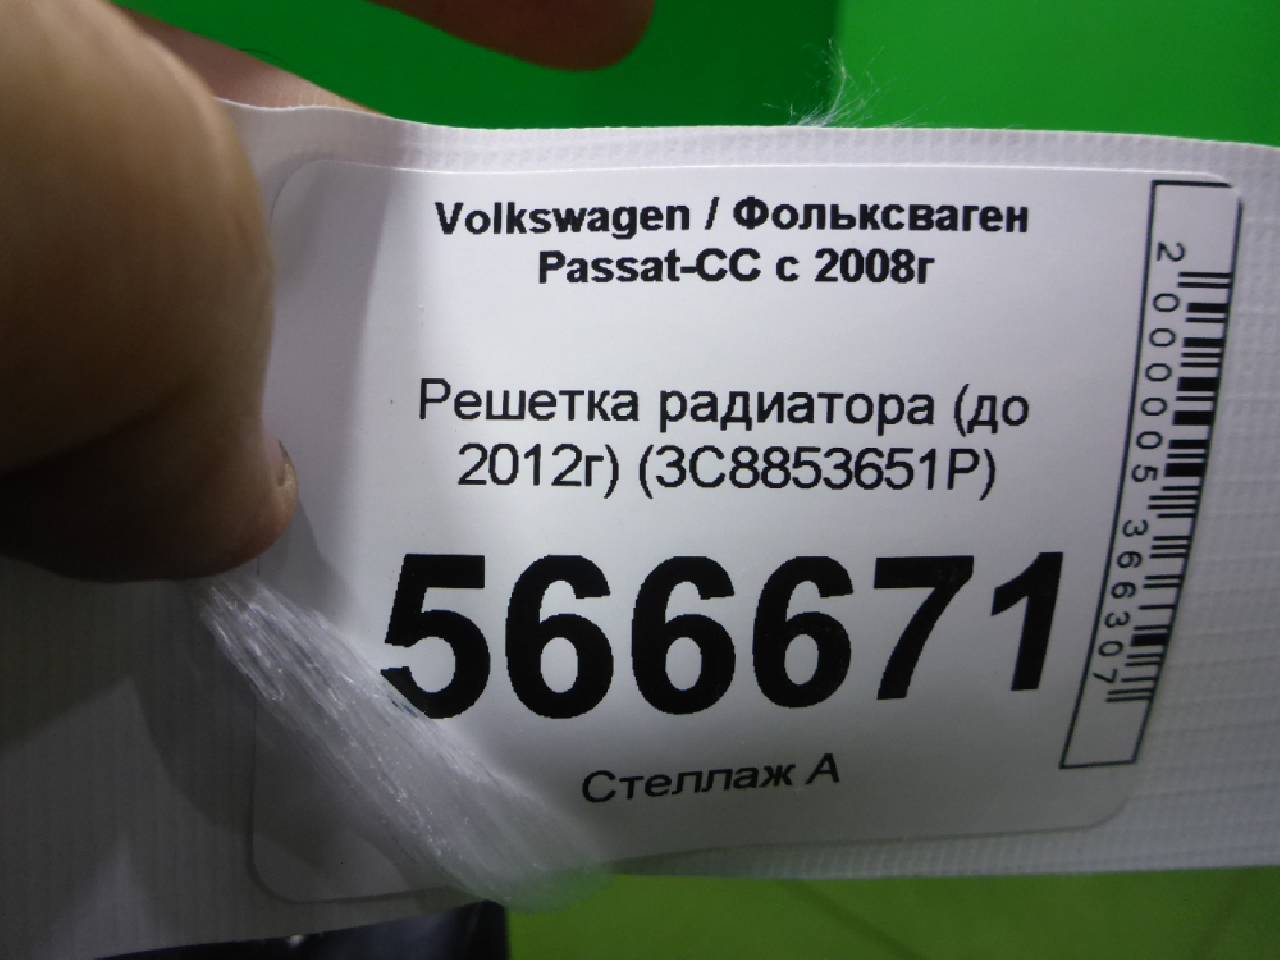 Volkswagen / Фольксваген
Passat-CC с 2008г
Решетка радиатора (до
2012г) (3C8853651P)
566671
Стеллаж А
2000005366307